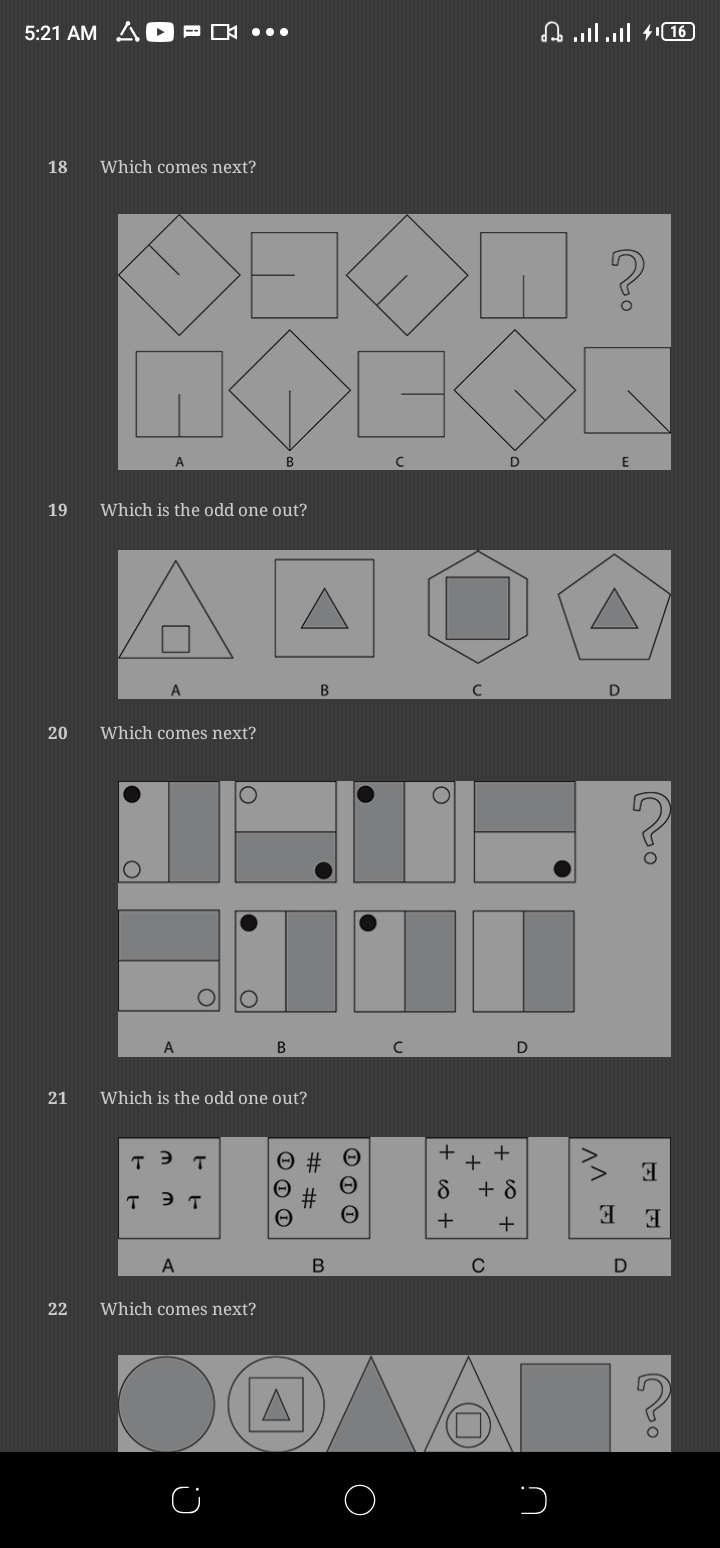 5:21 AM 16
18 Which comes next?
?
A B C D E
19 Which is the odd one out?
A B C D
20 Which comes next?
?
A B C D
21 Which is the odd one out?
τ э τ Θ # Θ + + + > E
τ э τ Θ # Θ δ + δ > E E
Θ Θ + +
A B C D
22 Which comes next?
?